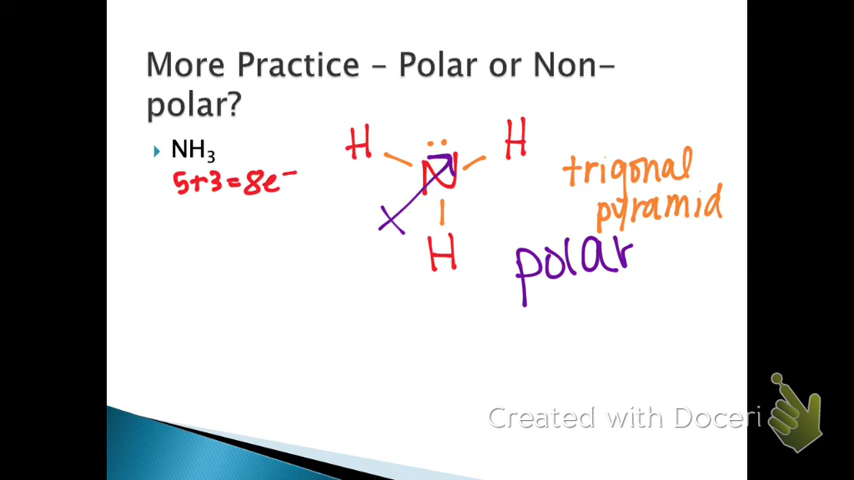 More Practice – Polar or Non-
polar?
NH₃
5+3=8e⁻
H
H
N
H
trigonal
pyramid
polar
Created with Doceri